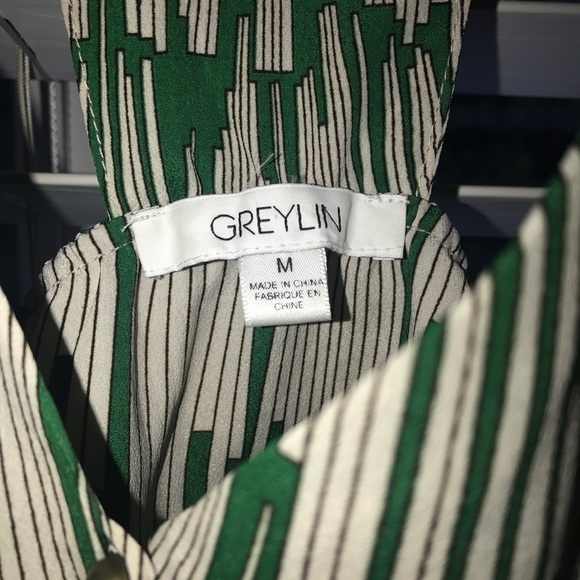 GREYLIN
M
MADE IN CHINA
FABRIQUE EN
CHINE